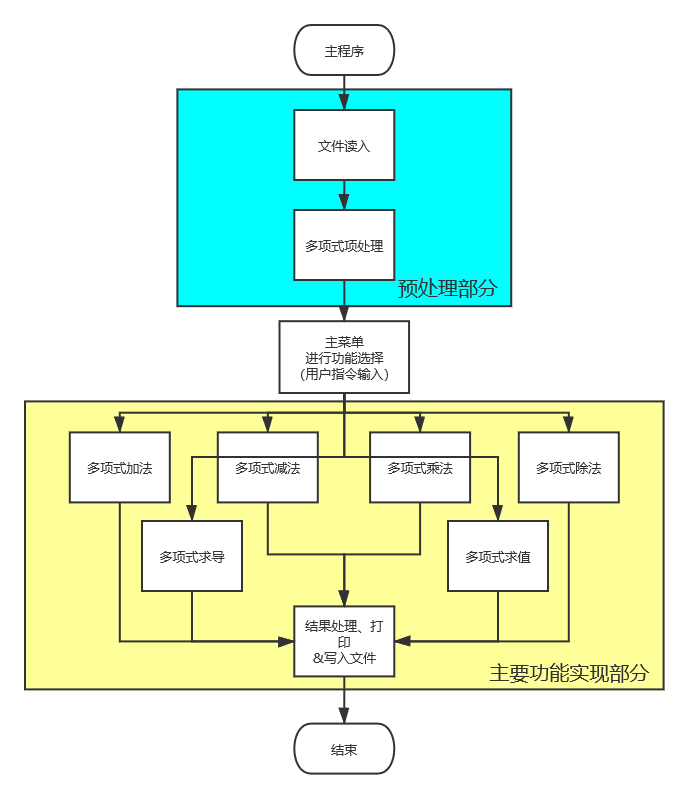 主程序
文件读入
多项式项处理
预处理部分
主菜单
进行功能选择
（用户指令输入）
多项式加法
多项式减法
多项式乘法
多项式除法
多项式求导
多项式求值
结果处理、打
印
&写入文件
主要功能实现部分
结束